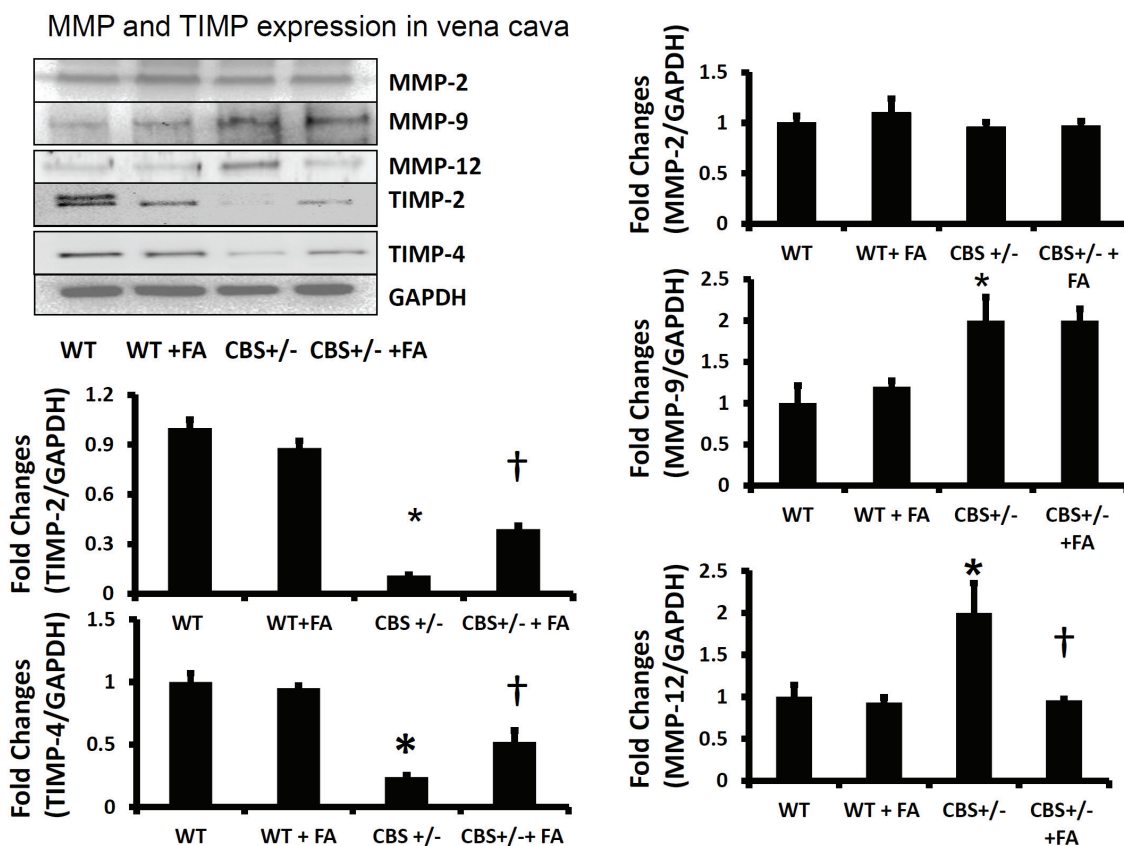 MMP and TIMP expression in vena cava
MMP-2
MMP-9
MMP-12
TIMP-2
TIMP-4
GAPDH
WT WT +FA CBS+/- CBS+/- +FA
Fold Changes
(TIMP-2/GAPDH)
1.2
0.9
0.6
0.3
0
*
†
WT WT+FA CBS +/- CBS+/- + FA
Fold Changes
(TIMP-4/GAPDH)
1.5
1
0.5
0
*
†
WT WT + FA CBS +/- CBS+/-+ FA
Fold Changes
(MMP-2/GAPDH)
1.5
1
0.5
0
WT WT+ FA CBS +/- CBS+/- +
FA
Fold Changes
(MMP-9/GAPDH)
2.5
2
1.5
1
0.5
0
*
WT WT + FA CBS+/- CBS+/-
+FA
Fold Changes
(MMP-12/GAPDH)
2.5
2
1.5
1
0.5
0
*
†
WT WT + FA CBS+/- CBS+/-
+FA